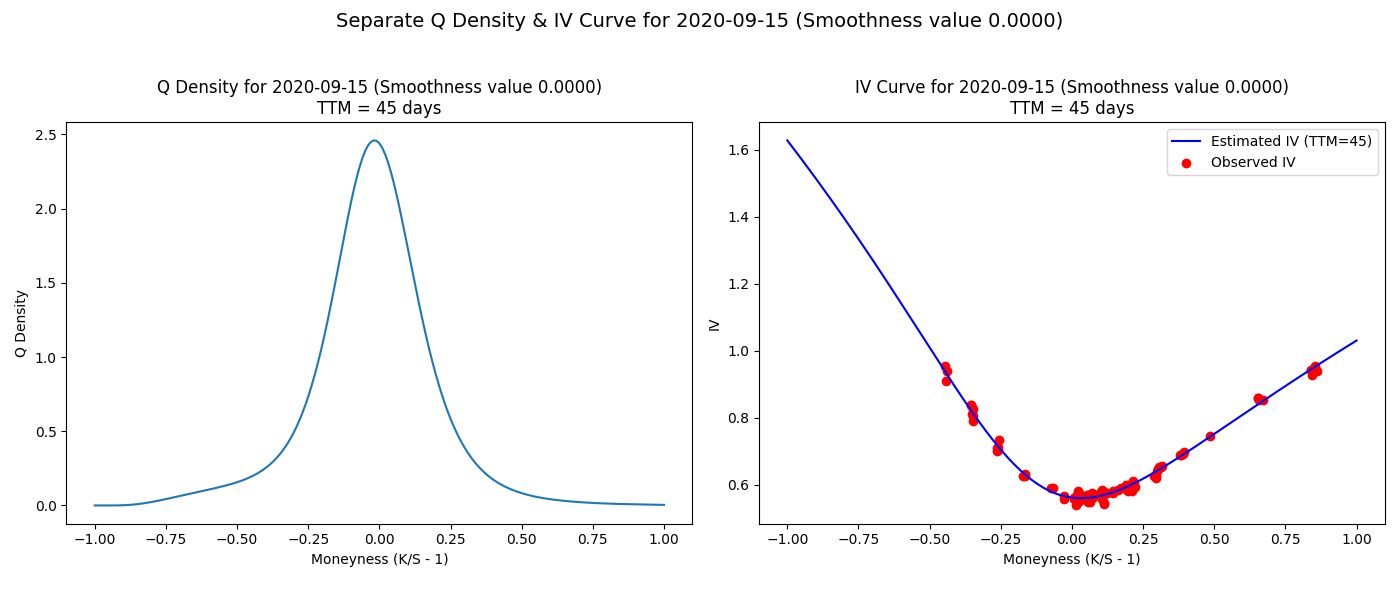 Separate Q Density & IV Curve for 2020-09-15 (Smoothness value 0.0000)
Q Density for 2020-09-15 (Smoothness value 0.0000)
TTM = 45 days
2.5
2.0
1.5
1.0
0.5
0.0
Q Density
−1.00 −0.75 −0.50 −0.25 0.00 0.25 0.50 0.75 1.00
Moneyness (K/S - 1)
IV Curve for 2020-09-15 (Smoothness value 0.0000)
TTM = 45 days
Estimated IV (TTM=45)
Observed IV
1.6
1.4
1.2
1.0
0.8
0.6
IV
−1.00 −0.75 −0.50 −0.25 0.00 0.25 0.50 0.75 1.00
Moneyness (K/S - 1)